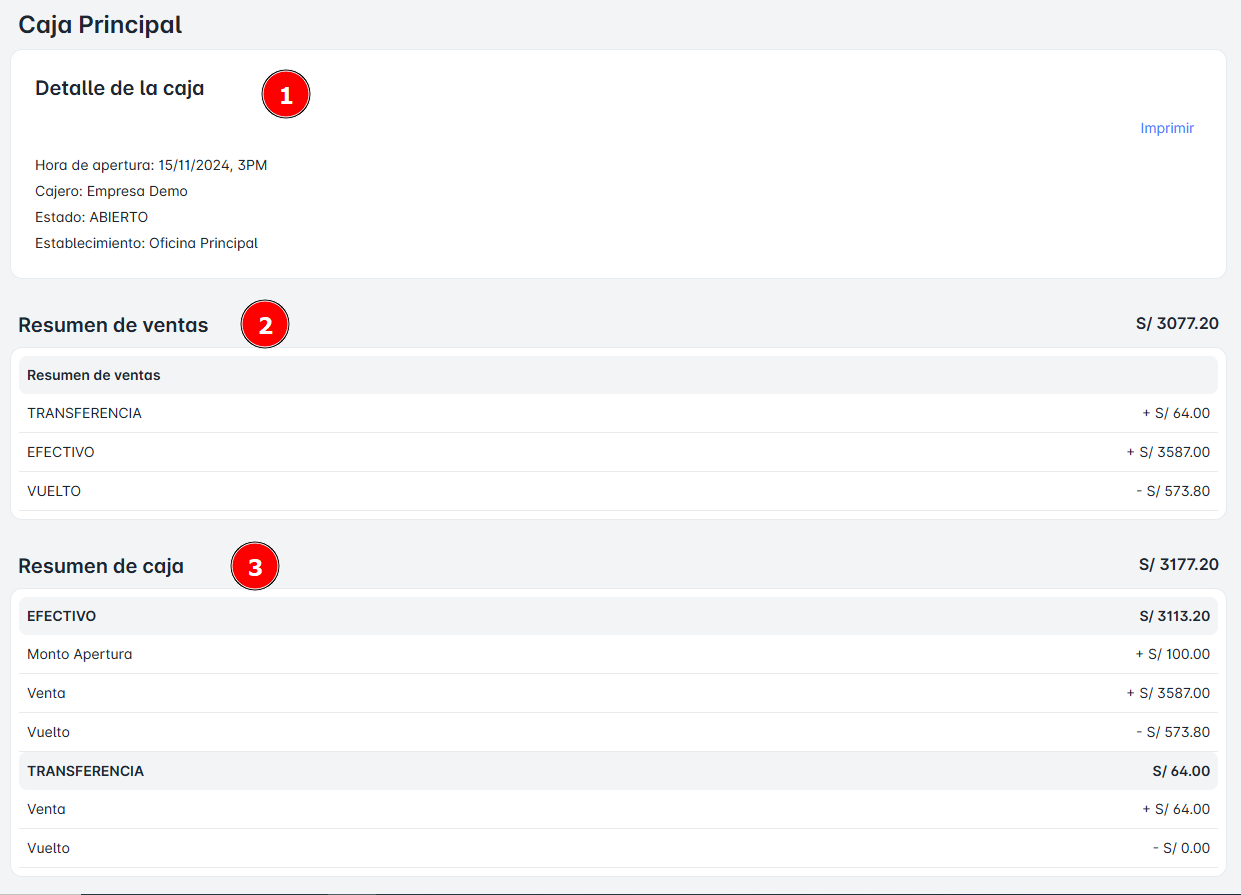 Caja Principal
Detalle de la caja
1
Imprimir
Hora de apertura: 15/11/2024, 3PM
Cajero: Empresa Demo
Estado: ABIERTO
Establecimiento: Oficina Principal
Resumen de ventas 2 S/ 3077.20
Resumen de ventas
TRANSFERENCIA + S/ 64.00
EFECTIVO + S/ 3587.00
VUELTO - S/ 573.80
Resumen de caja 3 S/ 3177.20
EFECTIVO S/ 3113.20
Monto Apertura + S/ 100.00
Venta + S/ 3587.00
Vuelto - S/ 573.80
TRANSFERENCIA S/ 64.00
Venta + S/ 64.00
Vuelto - S/ 0.00